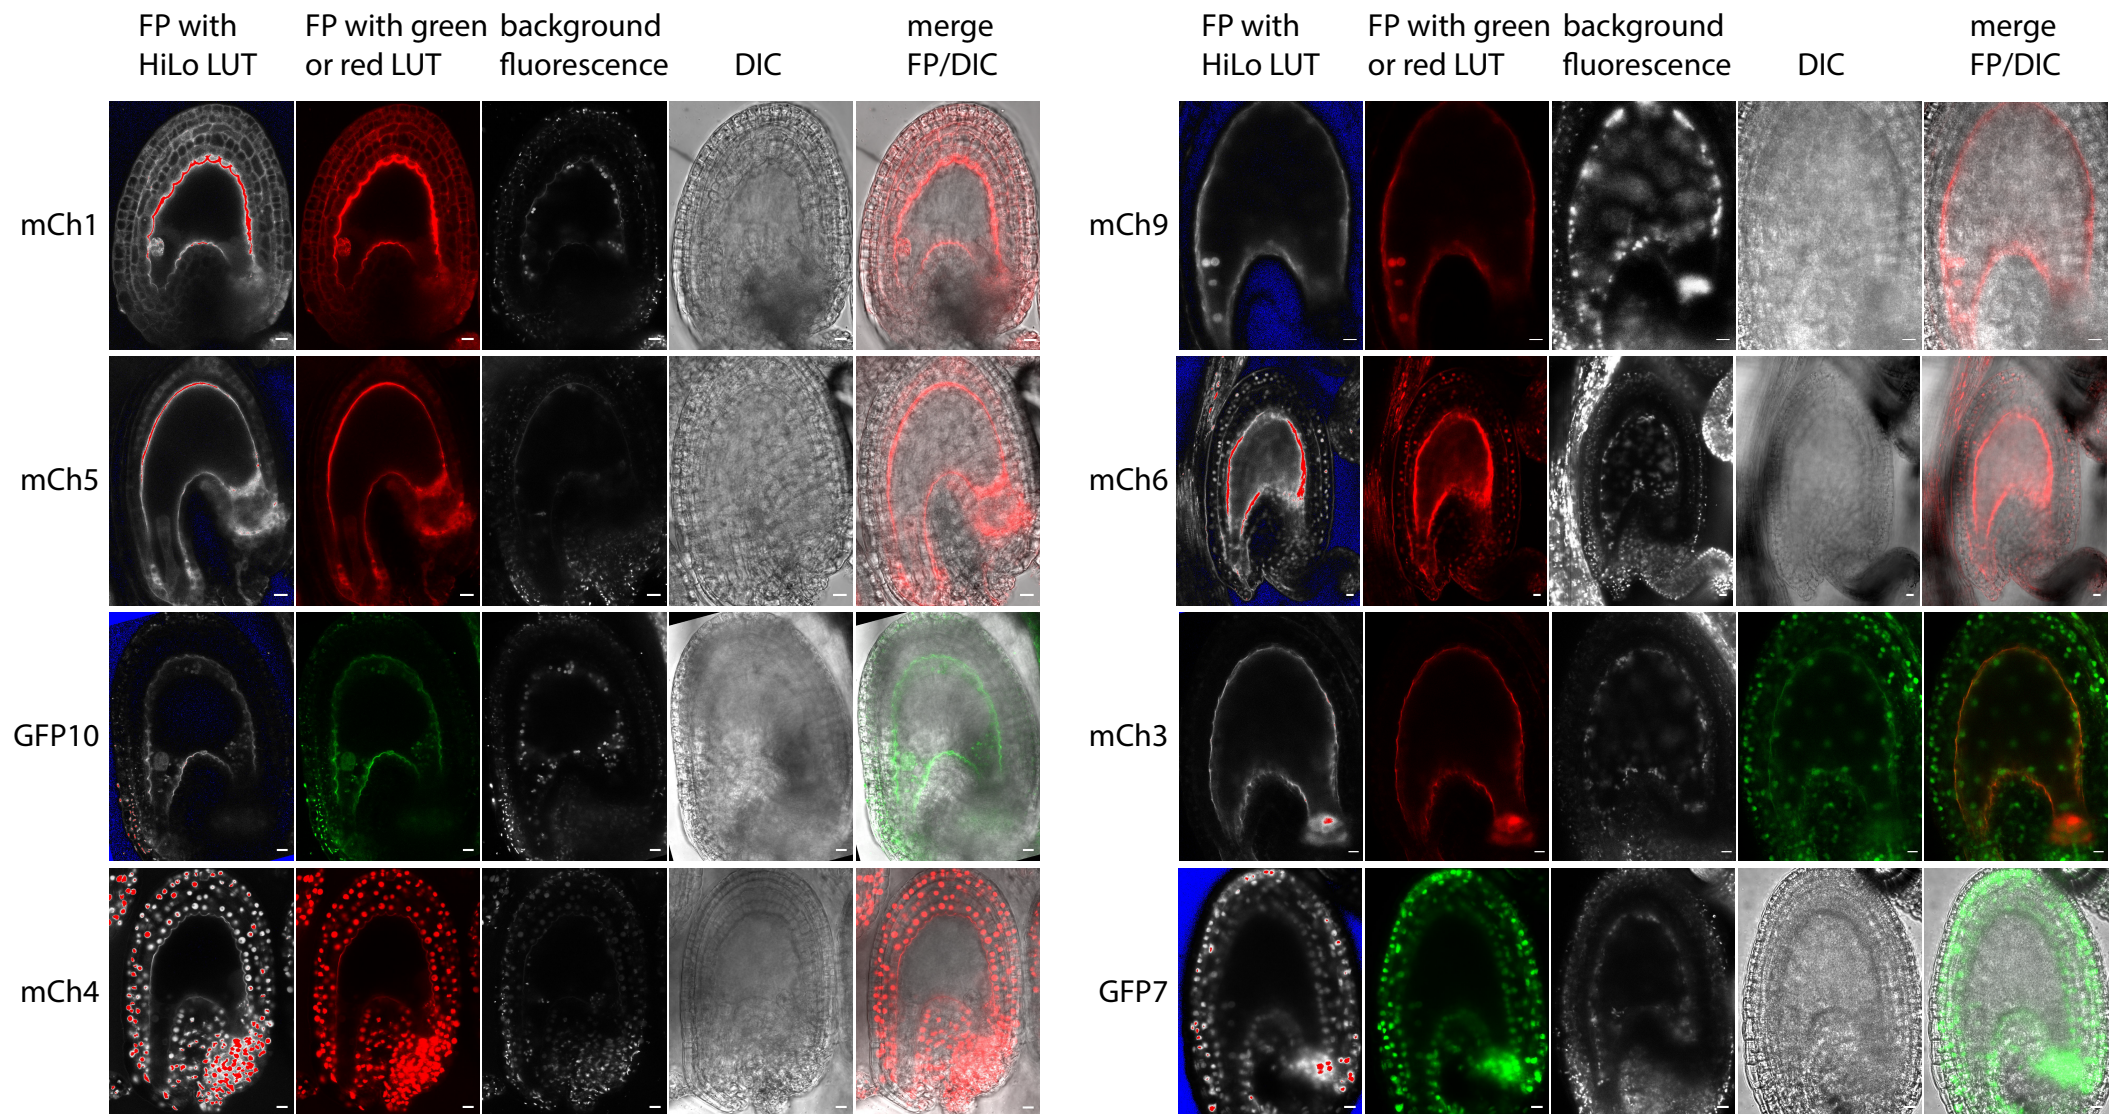 FP with HiLo LUT
FP with green or red LUT
background fluorescence
DIC
merge FP/DIC
mCh1
mCh5
GFP10
mCh4
FP with HiLo LUT
FP with green or red LUT
background fluorescence
DIC
merge FP/DIC
mCh9
mCh6
mCh3
GFP7